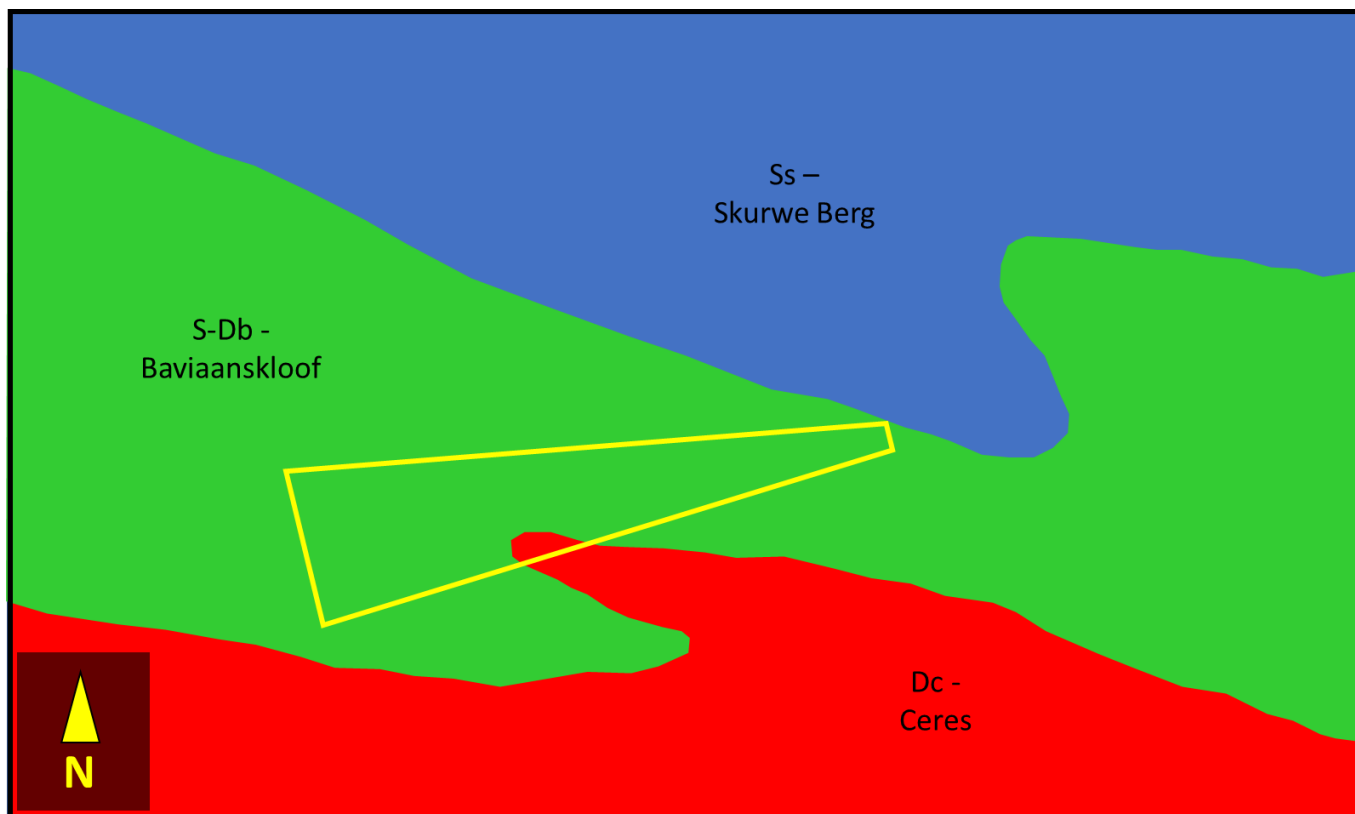 Ss –
Skurwe Berg
S-Db -
Baviaanskloof
Dc -
Ceres
N